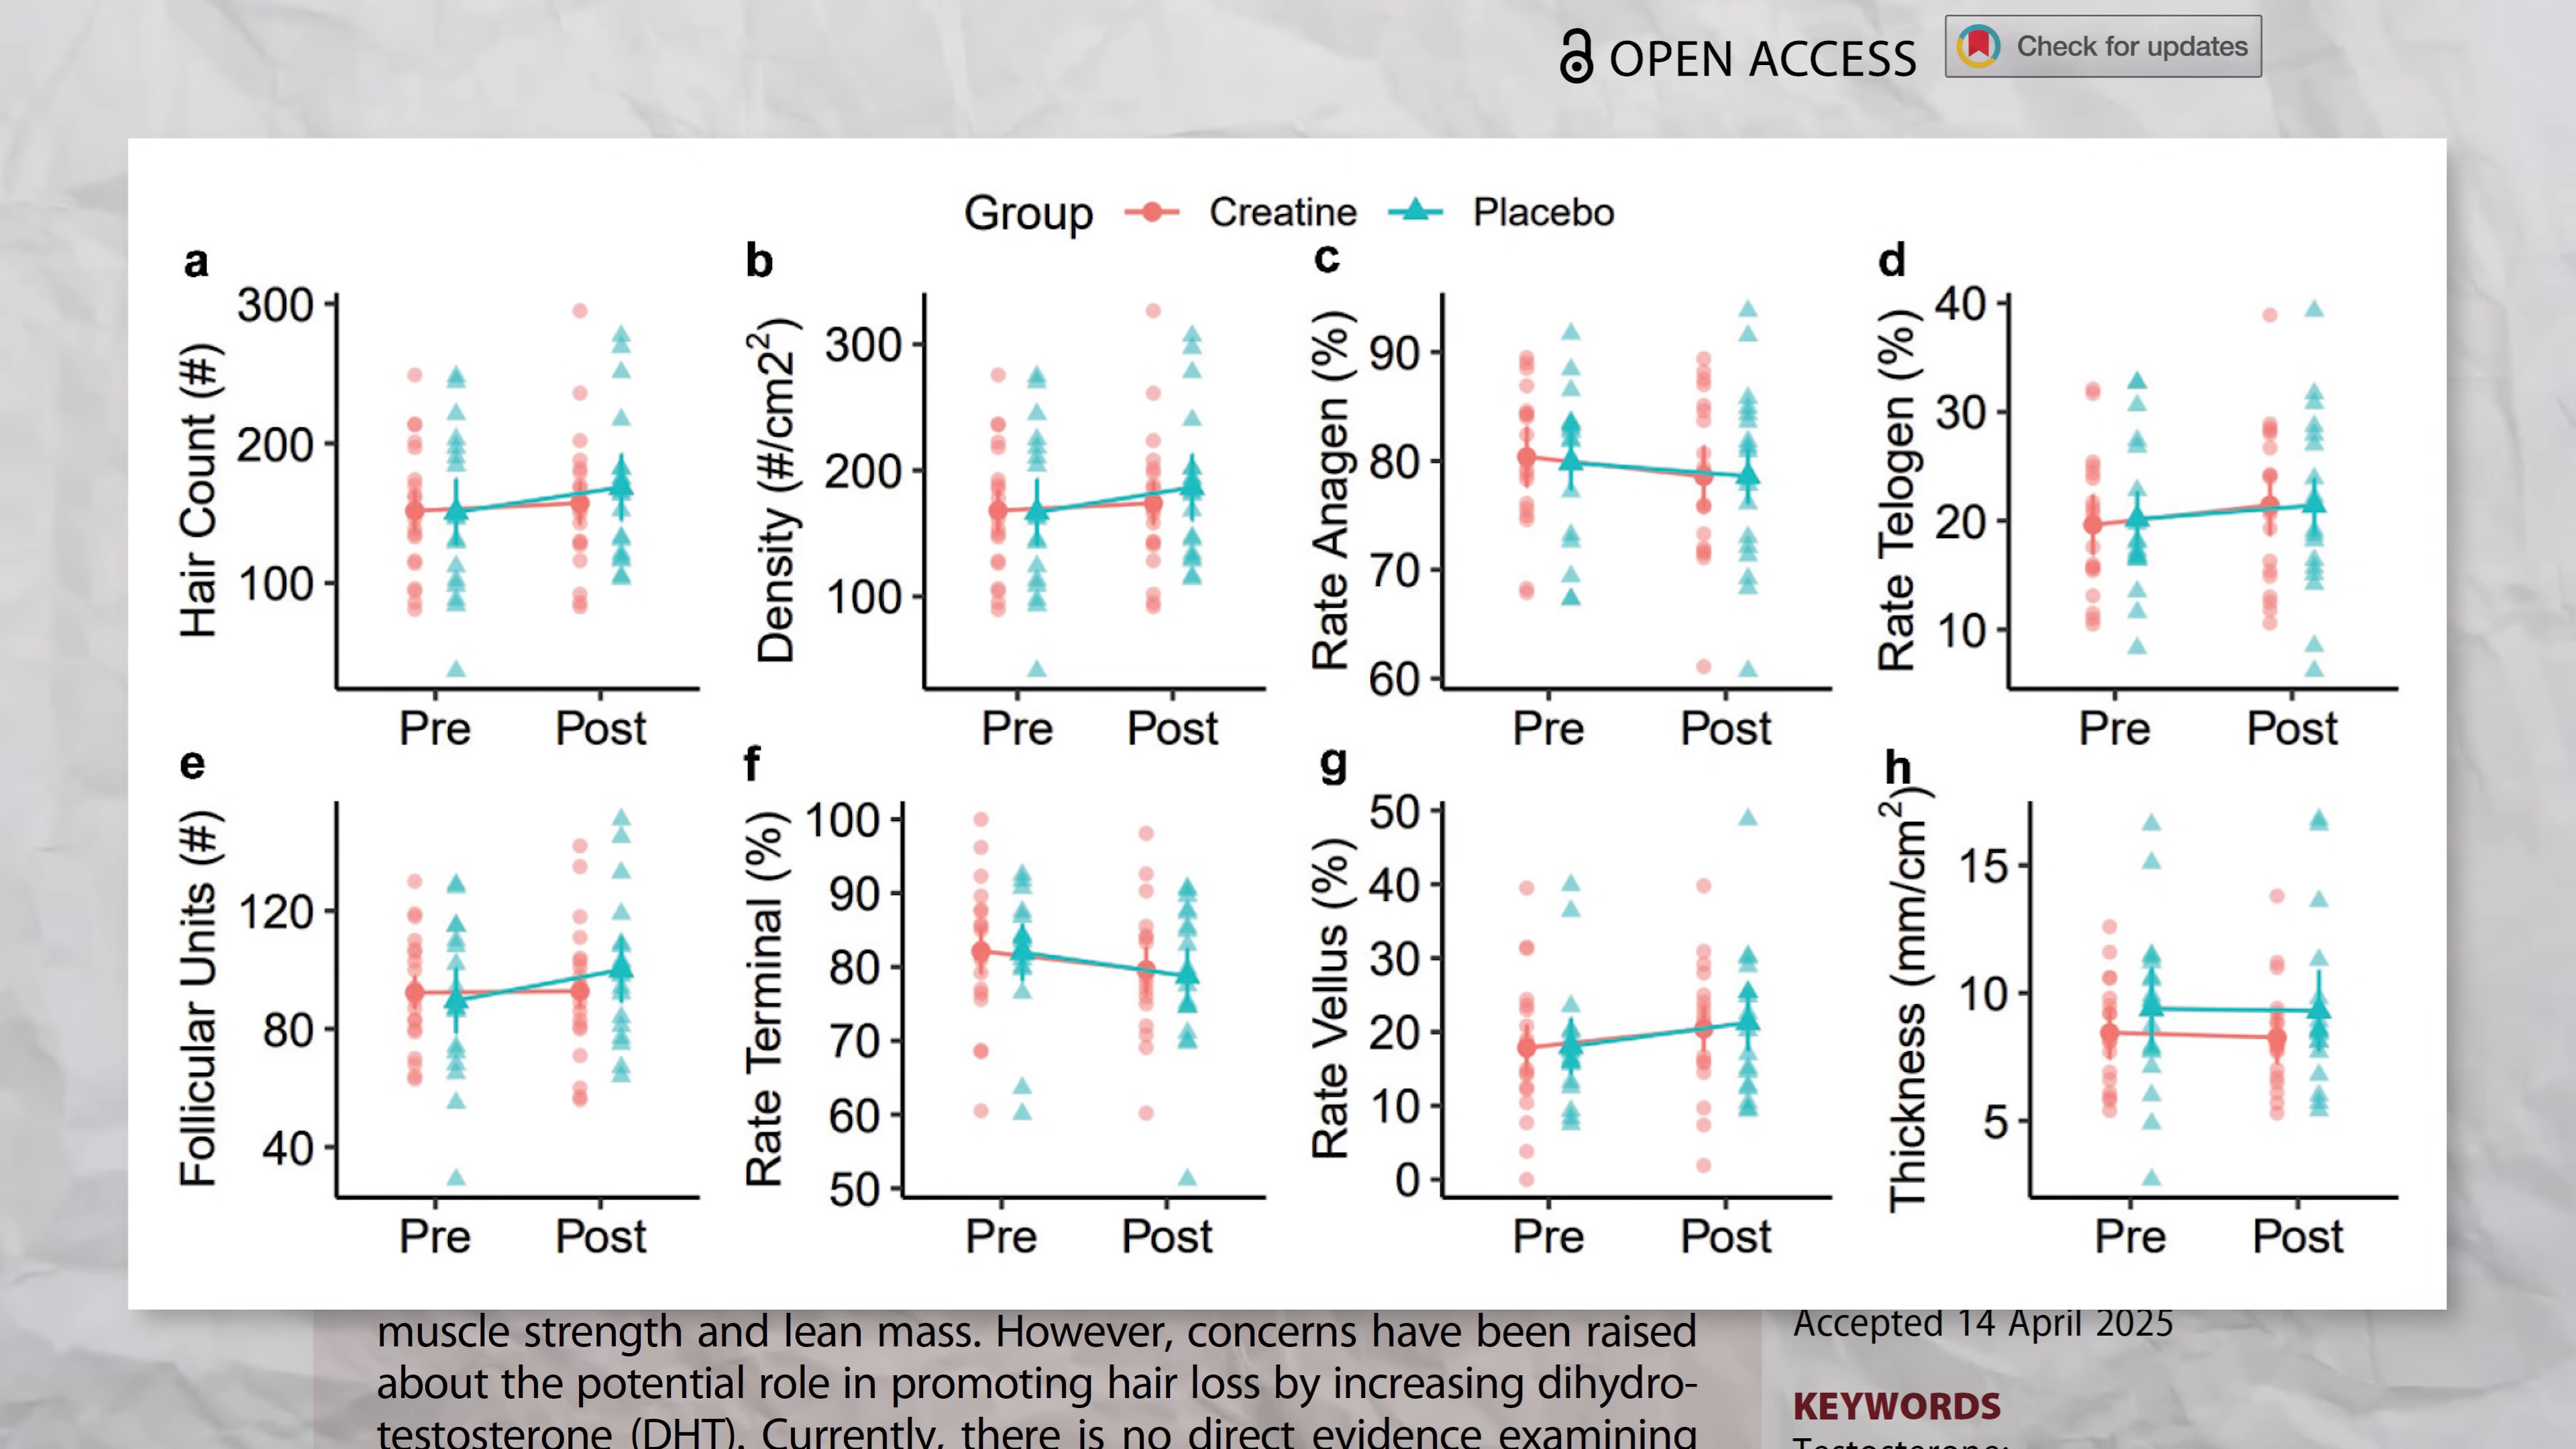 OPEN ACCESS
Check for updates
Group Creatine Placebo
a
Hair Count (#)
300
200
100
Pre Post
b
Density (#/cm2²)
300
200
100
Pre Post
c
Rate Anagen (%)
90
80
70
60
Pre Post
d
Rate Telogen (%)
40
30
20
10
Pre Post
e
Follicular Units (#)
120
80
40
Pre Post
f
Rate Terminal (%)
100
90
80
70
60
50
Pre Post
g
Rate Vellus (%)
50
40
30
20
10
0
Pre Post
h
Thickness (mm/cm²)
15
10
5
Pre Post
muscle strength and lean mass. However, concerns have been raised
about the potential role in promoting hair loss by increasing dihydro-
testosterone (DHT). Currently, there is no direct evidence examining
Accepted 14 April 2025
KEYWORDS
Testosterone;